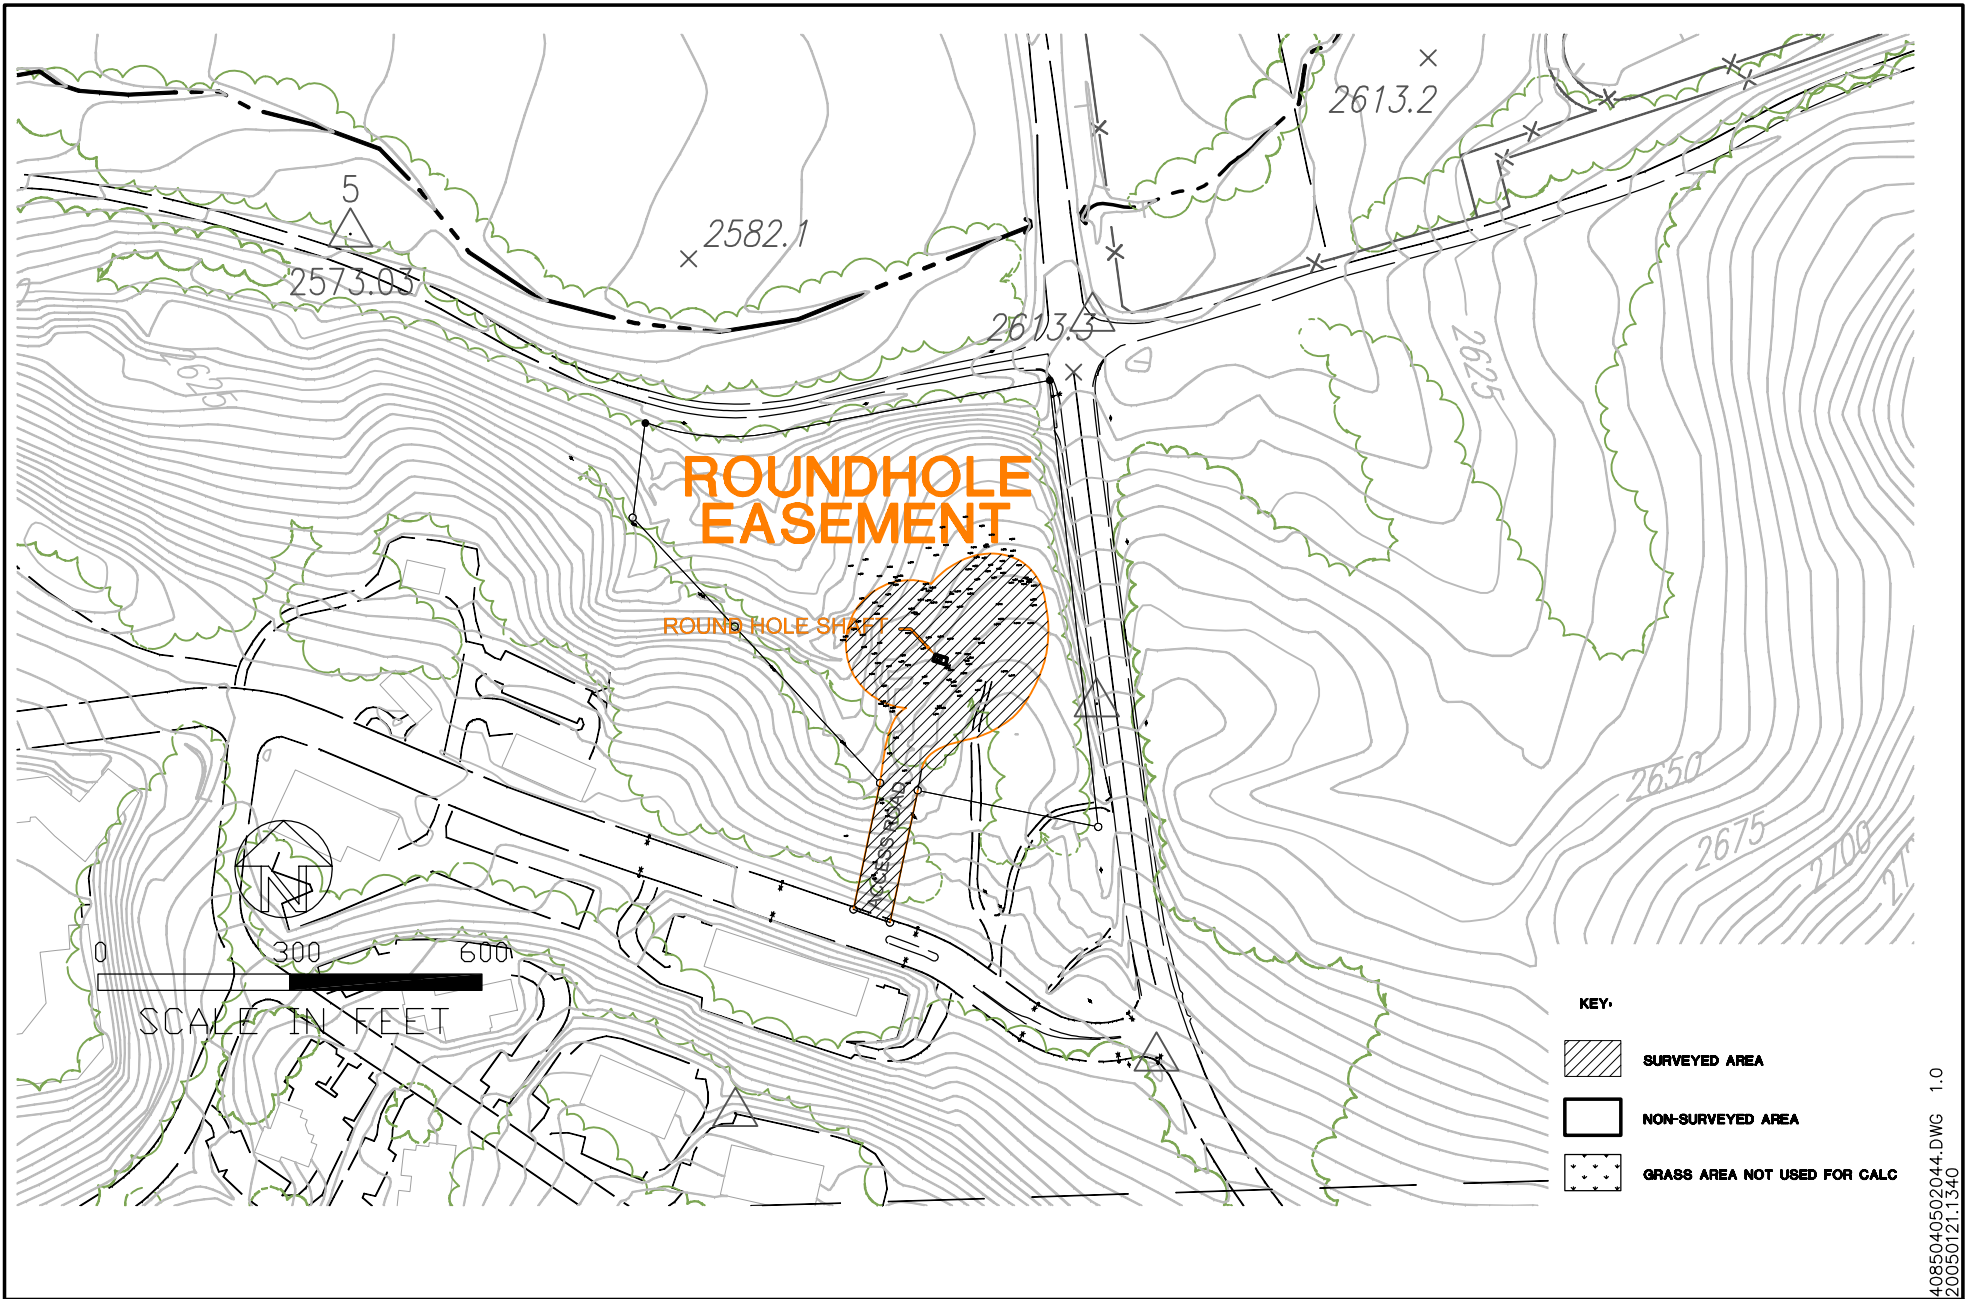 2613.2
5
2582.1
2573.03
2613.3
2625
2625
ROUNDHOLE
EASEMENT
ROUND HOLE SHAFT
ACCESS ROAD
2650
2675
2700
N
0 300 600
SCALE IN FEET
KEY:
SURVEYED AREA
NON-SURVEYED AREA
GRASS AREA NOT USED FOR CALC
408504050202044.DWG 1.0
20050121.1340